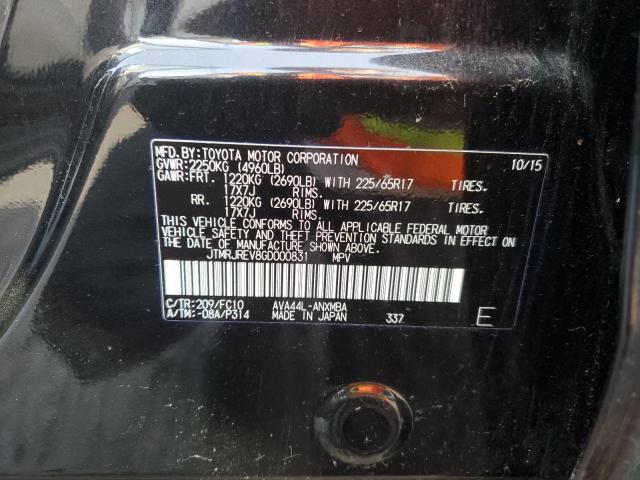 MFD.BY:TOYOTA MOTOR CORPORATION 10/15
GVWR:2250KG (4960LB)
GAWR:FRT. 1220KG (2690LB) WITH 225/65R17 TIRES.
17X7J RIMS.
RR. 1220KG (2690LB) WITH 225/65R17 TIRES.
17X7J RIMS.
THIS VEHICLE CONFORMS TO ALL APPLICABLE FEDERAL MOTOR
VEHICLE SAFETY AND THEFT PREVENTION STANDARDS IN EFFECT ON
THE DATE OF MANUFACTURE SHOWN ABOVE.
JTMRJREV8GD000831 MPV
C/TR:209/FC10 AVA44L-ANXMBA
A/TM:-08A/P314 MADE IN JAPAN 337 E